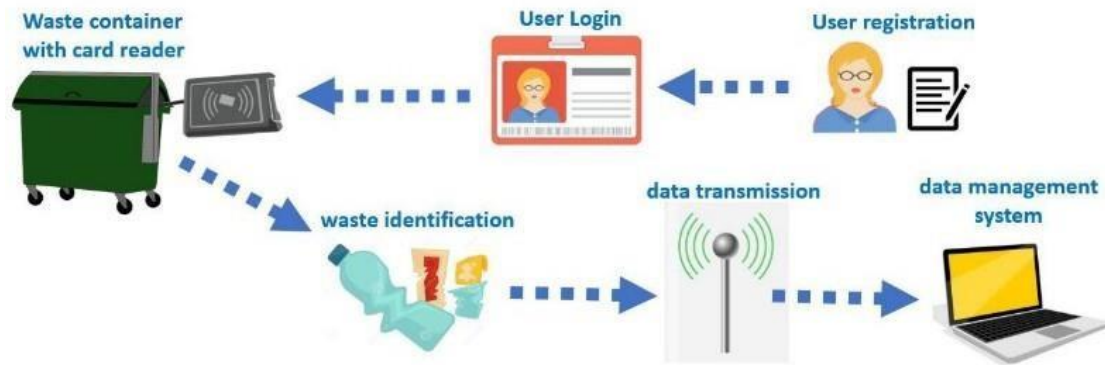 Waste container
with card reader
User Login
User registration
waste identification
data transmission
data management
system